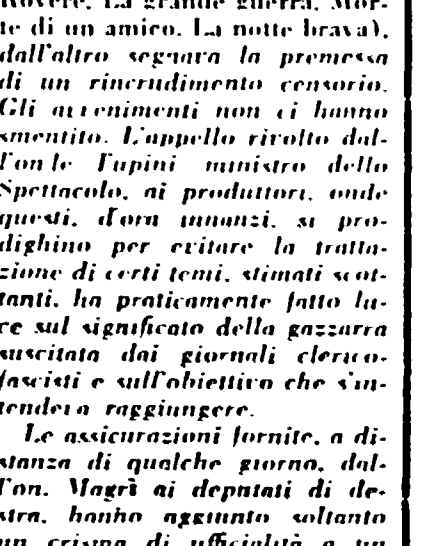 Rovere, La grande guerra, Mor-
te di un amico. La notte brava),
dall'altro segnava la premessa
di un rincrudimento censorio.
Gli avvenimenti non ci hanno
smentito. L'appello rivolto dal-
l'on le Tupini ministro dello
Spettacolo, ai produttori, onde
questi, d'ora innanzi, si pro-
dighino per evitare la tratta-
zione di certi temi, stimati scot-
tanti, ha praticamente fatto lu-
ce sul significato della gazzarra
suscitata dai giornali clerico-
fascisti e sull'obiettivo che s'in-
tendeva raggiungere.
Le assicurazioni fornite, a di-
stanza di qualche giorno, dal-
l'on. Magrì ai deputati di de-
stra, hanno aggiunto soltanto
un crisma di ufficialità a un